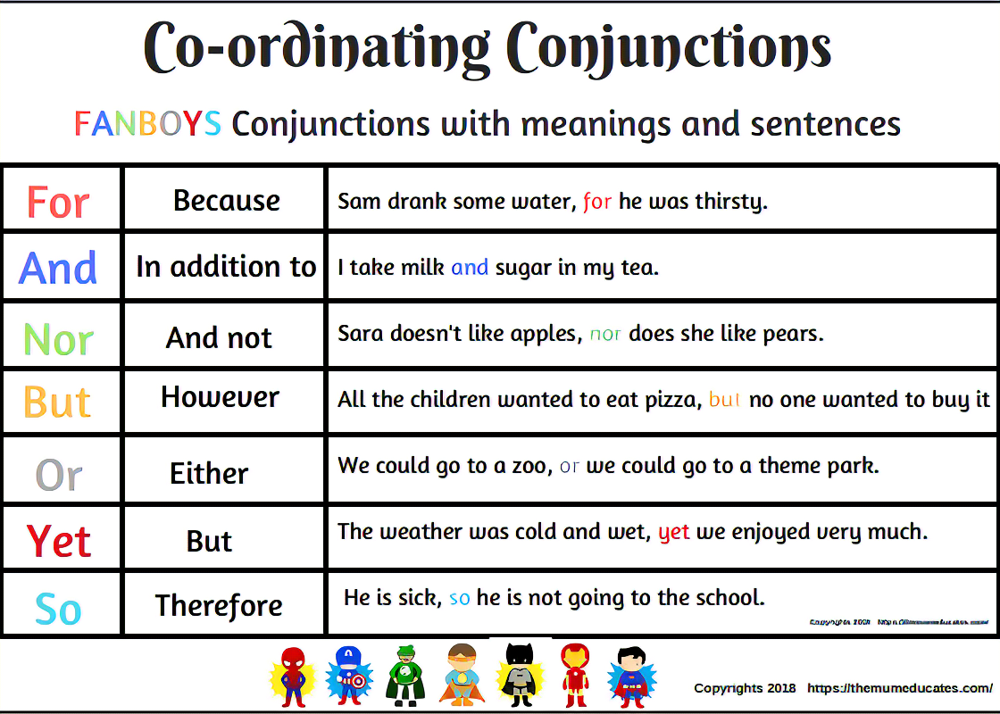 Co-ordinating Conjunctions
FANBOYS Conjunctions with meanings and sentences
For Because Sam drank some water, for he was thirsty.
And In addition to I take milk and sugar in my tea.
Nor And not Sara doesn't like apples, nor does she like pears.
But However All the children wanted to eat pizza, but no one wanted to buy it
Or Either We could go to a zoo, or we could go to a theme park.
Yet But The weather was cold and wet, yet we enjoyed very much.
So Therefore He is sick, so he is not going to the school.
Copyrights 2018 https://themumeducates.com/